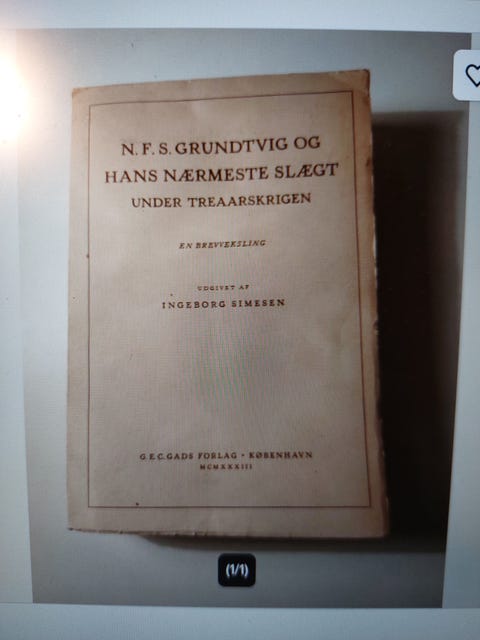 N. F. S. GRUNDTVIG OG
HANS NÆRMESTE SLÆGT
UNDER TREAARSKRIGEN
EN BREVVEKSLING
UDGIVET AF
INGEBORG SIMESEN
G. E. C. GADS FORLAG · KØBENHAVN
MCMXXXIII
(1/1)